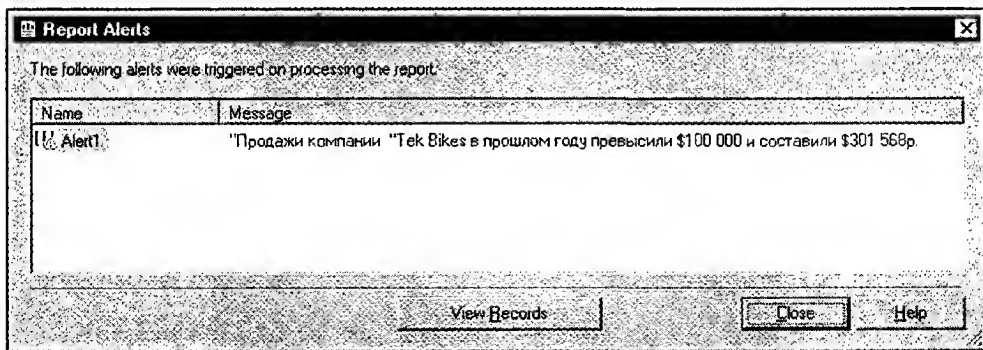 Report Alerts
The following alerts were triggered on processing the report:
Name Message
Alert1 "Продажи компании "Tek Bikes в прошлом году превысили $100 000 и составили $301 568р.
View Records Close Help